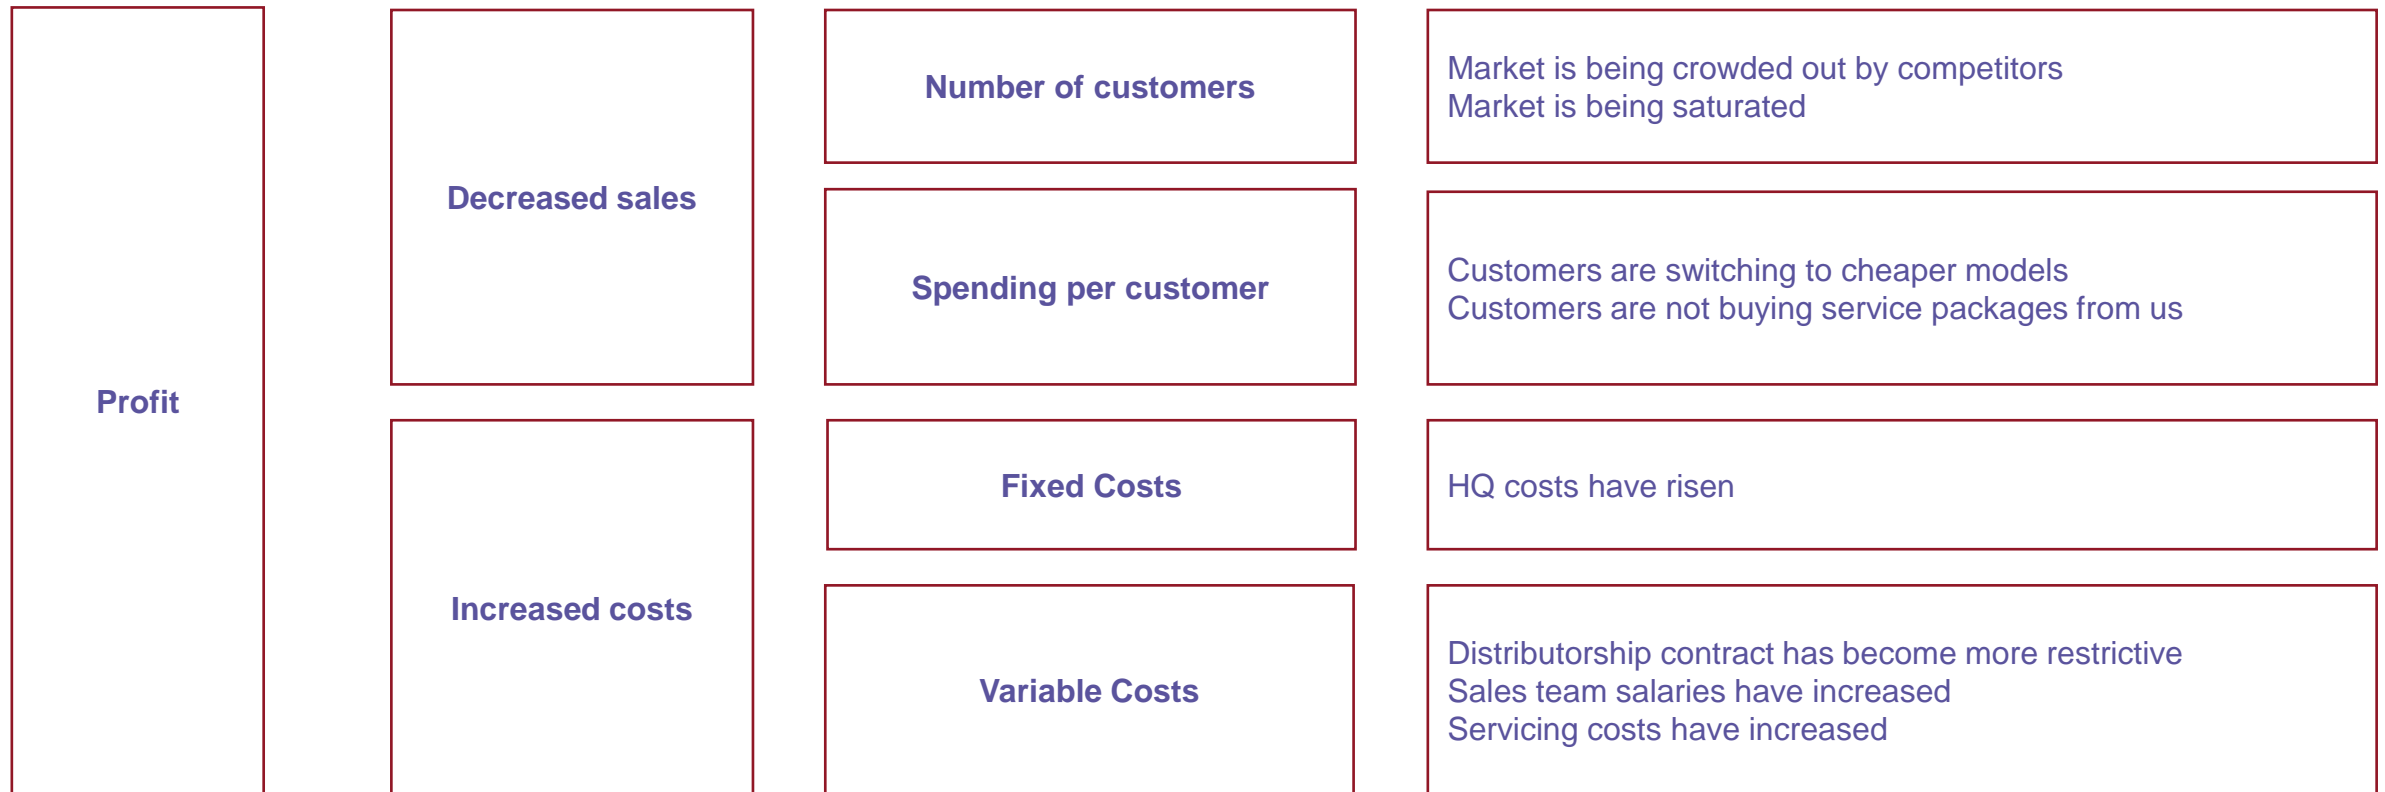 Profit
Decreased sales
Number of customers
Market is being crowded out by competitors
Market is being saturated
Spending per customer
Customers are switching to cheaper models
Customers are not buying service packages from us
Increased costs
Fixed Costs
HQ costs have risen
Variable Costs
Distributorship contract has become more restrictive
Sales team salaries have increased
Servicing costs have increased